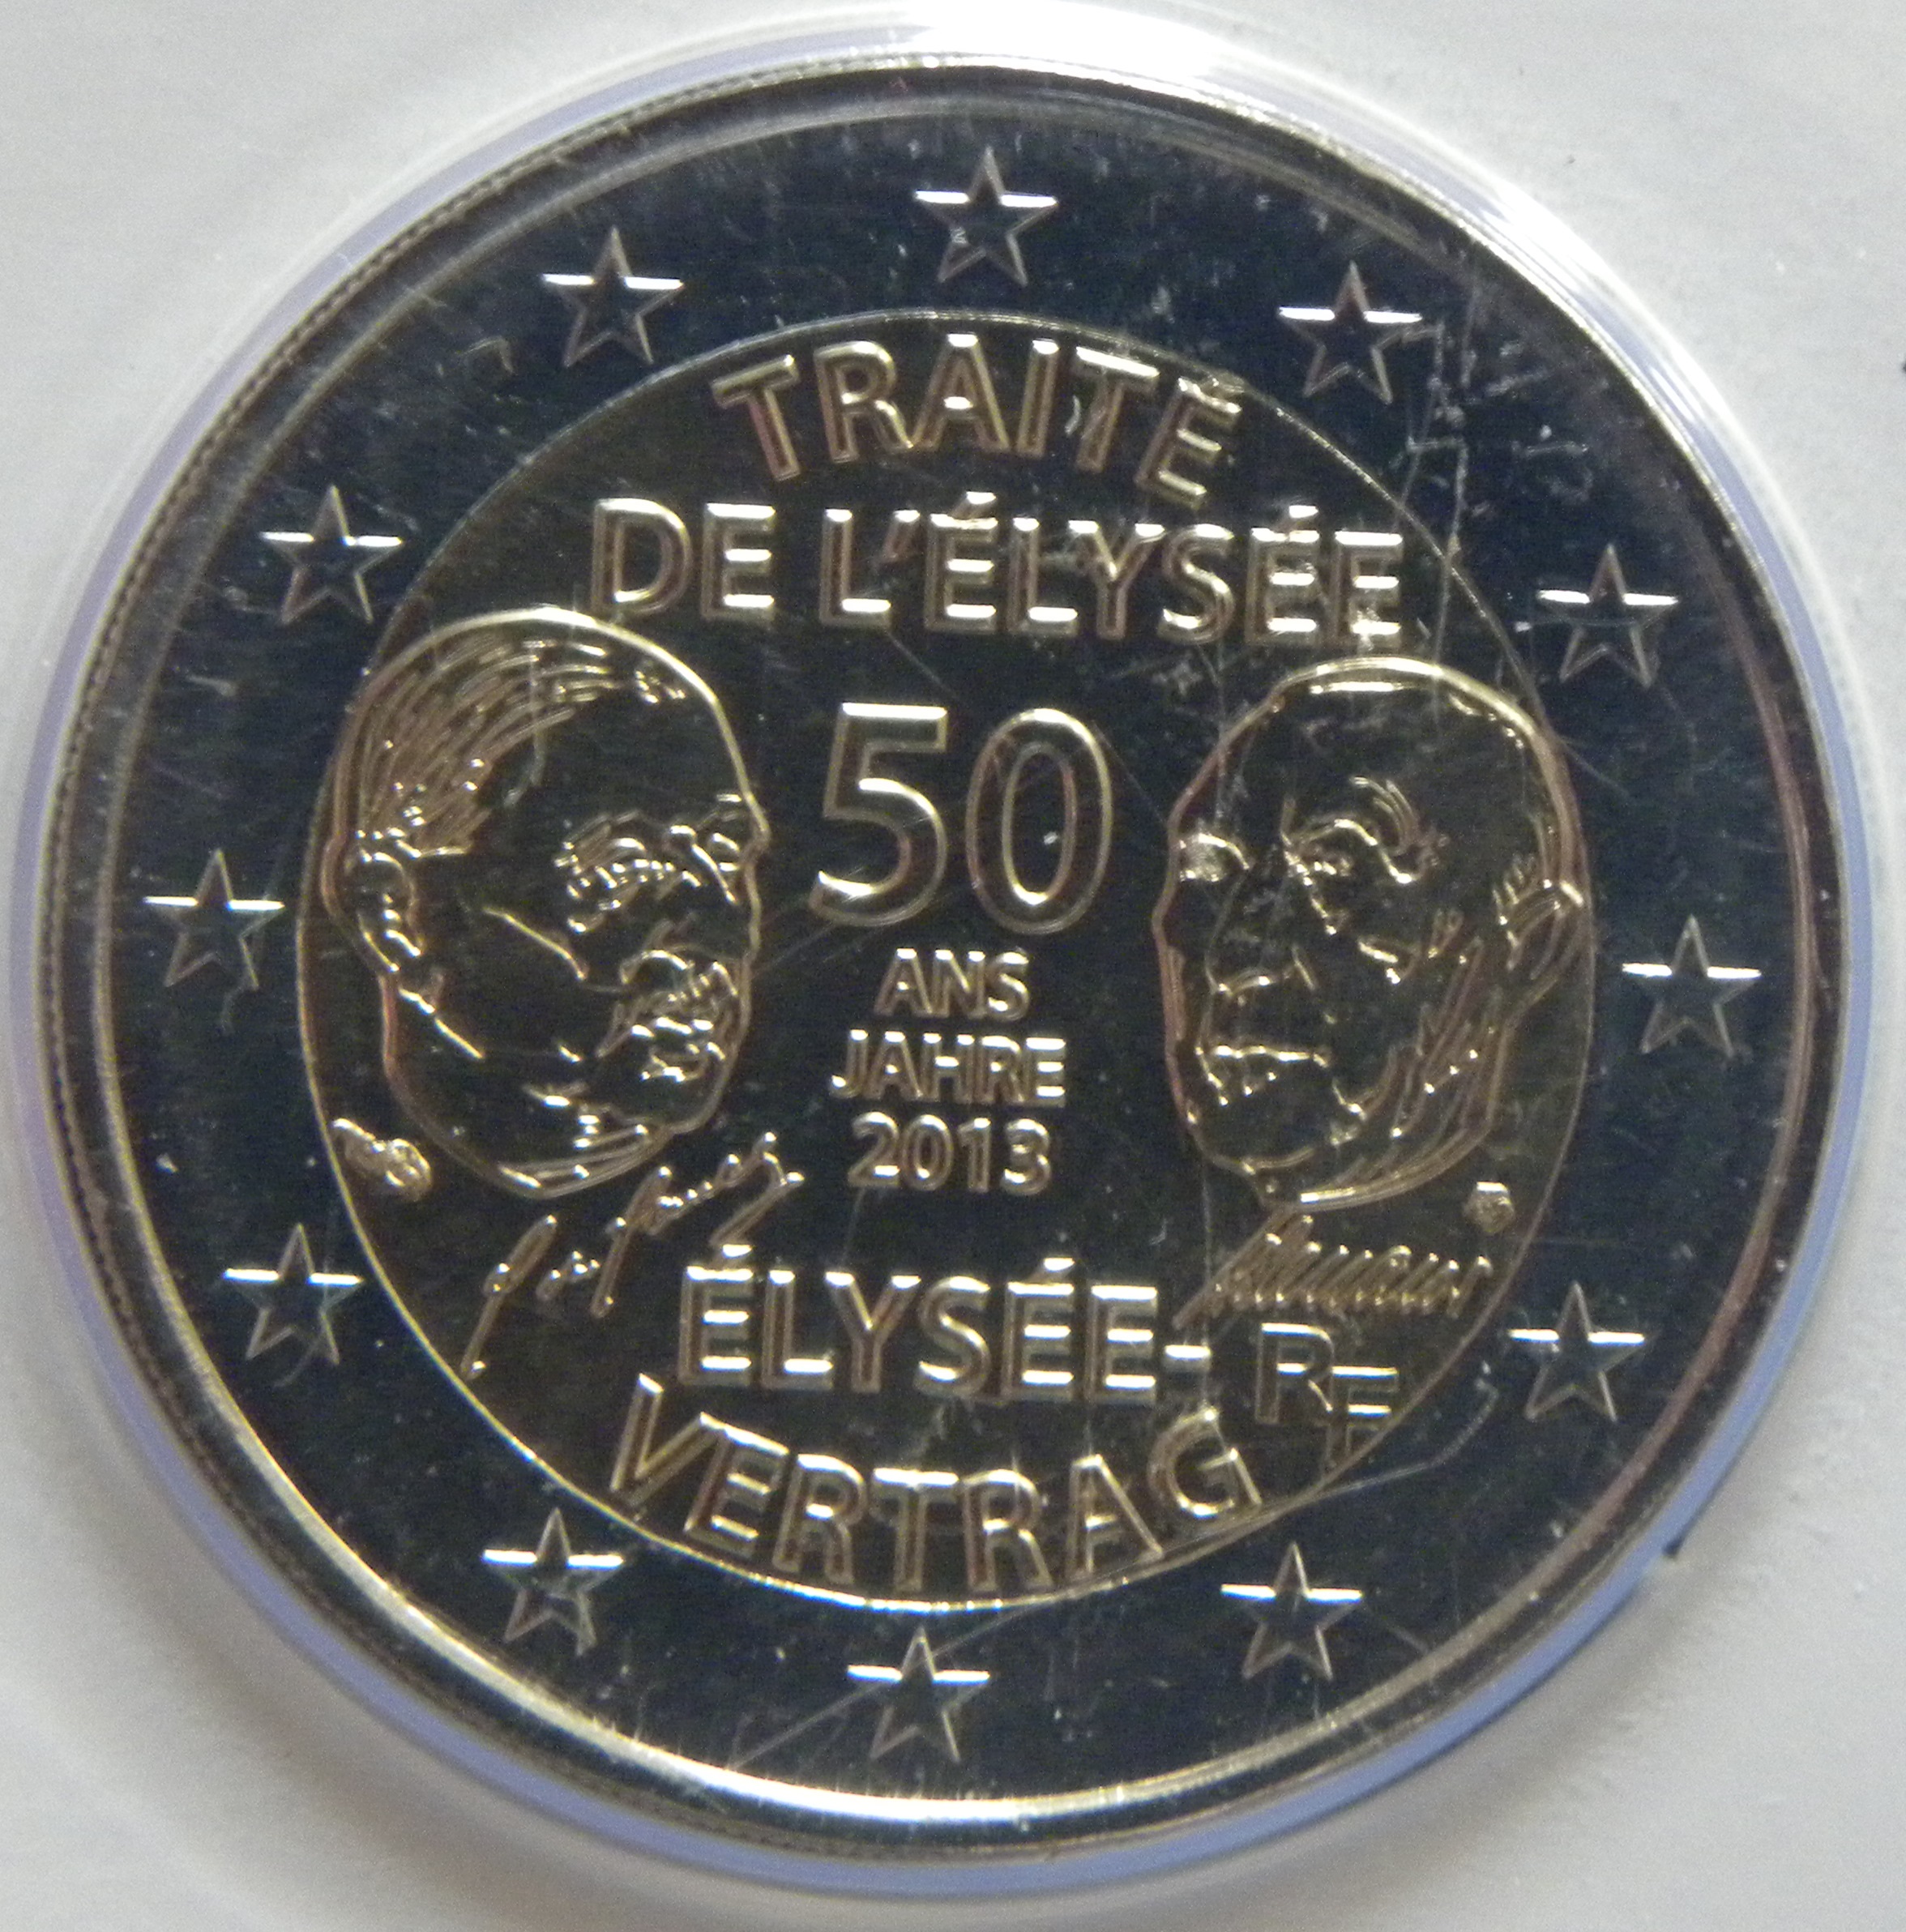 TRAITÉ
DE L'ÉLYSÉE
50
ANS
JAHRE
2013
ÉLYSÉE-
VERTRAG
RF